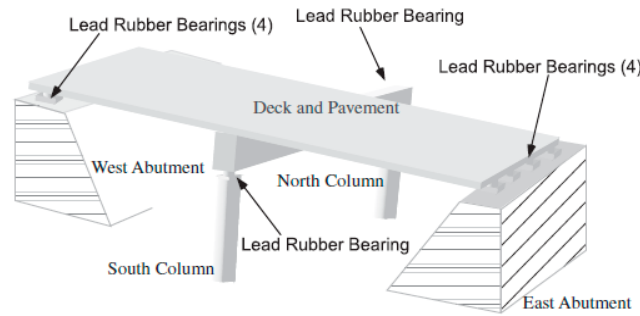 Lead Rubber Bearings (4)
Lead Rubber Bearing
Lead Rubber Bearings (4)
Deck and Pavement
West Abutment
North Column
Lead Rubber Bearing
South Column
East Abutment